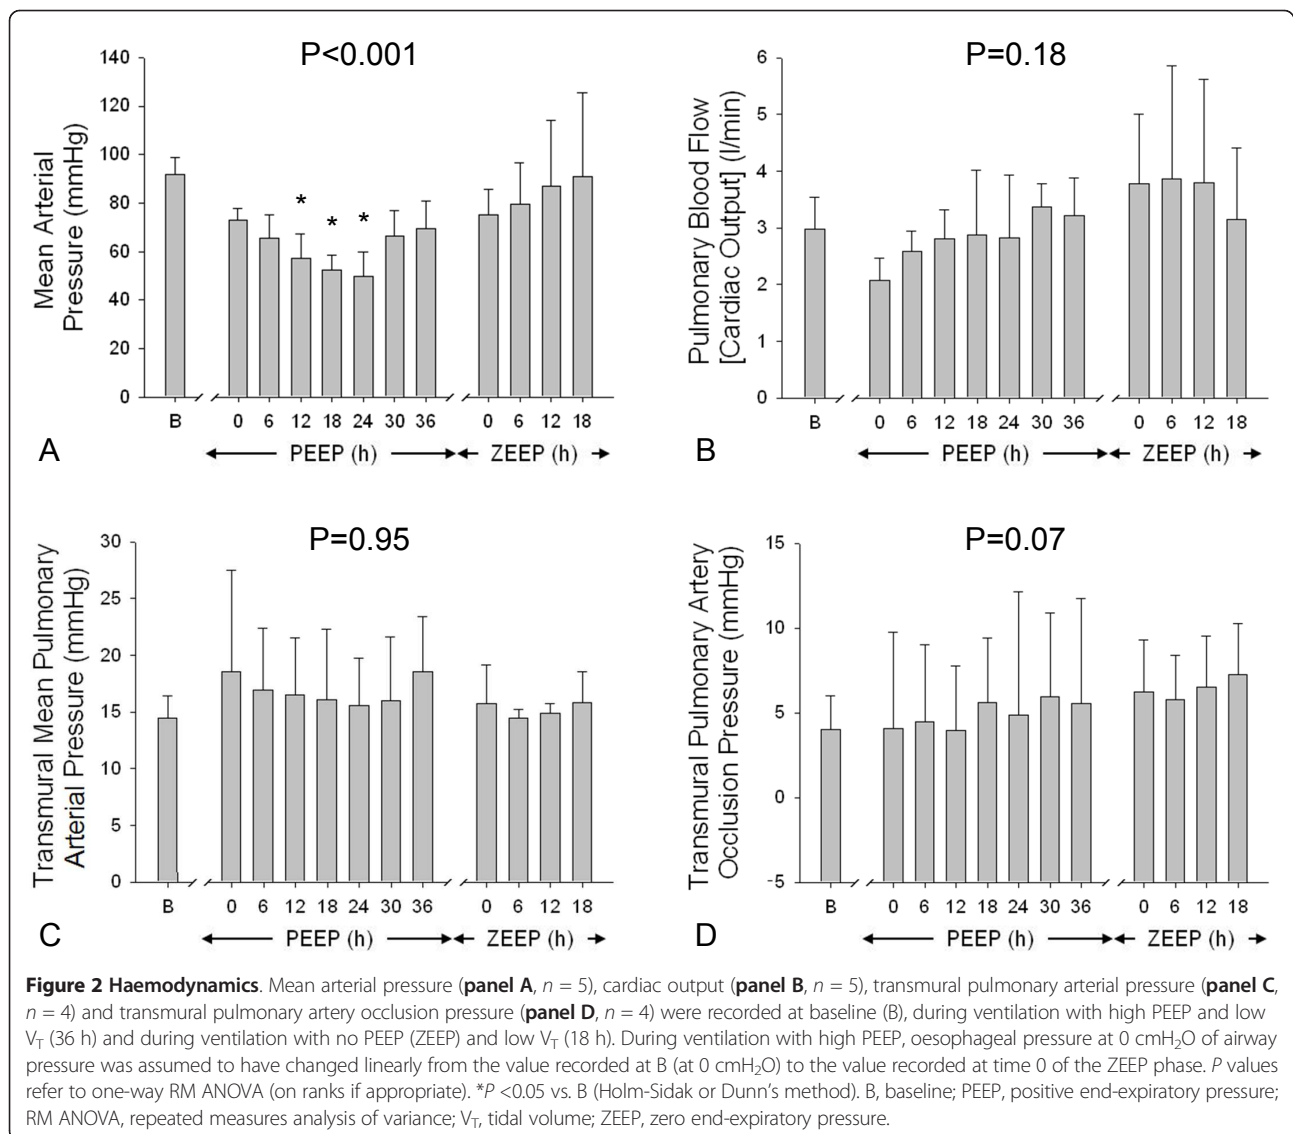 P<0.001
Mean Arterial
Pressure (mmHg)
140
120
100
80
60
40
20
0
* * *
B 0 6 12 18 24 30 36 0 6 12 18
PEEP (h) ZEEP (h)
A
P=0.18
Pulmonary Blood Flow
[Cardiac Output] (l/min)
6
5
4
3
2
1
0
B 0 6 12 18 24 30 36 0 6 12 18
PEEP (h) ZEEP (h)
B
P=0.95
Transmural Mean Pulmonary
Arterial Pressure (mmHg)
30
25
20
15
10
5
0
B 0 6 12 18 24 30 36 0 6 12 18
PEEP (h) ZEEP (h)
C
P=0.07
Transmural Pulmonary Artery
Occlusion Pressure (mmHg)
15
10
5
0
-5
B 0 6 12 18 24 30 36 0 6 12 18
PEEP (h) ZEEP (h)
D
Figure 2 Haemodynamics. Mean arterial pressure (panel A, n = 5), cardiac output (panel B, n = 5), transmural pulmonary arterial pressure (panel C,
n = 4) and transmural pulmonary artery occlusion pressure (panel D, n = 4) were recorded at baseline (B), during ventilation with high PEEP and low
VT (36 h) and during ventilation with no PEEP (ZEEP) and low VT (18 h). During ventilation with high PEEP, oesophageal pressure at 0 cmH2O of airway
pressure was assumed to have changed linearly from the value recorded at B (at 0 cmH2O) to the value recorded at time 0 of the ZEEP phase. P values
refer to one-way RM ANOVA (on ranks if appropriate). *P <0.05 vs. B (Holm-Sidak or Dunn's method). B, baseline; PEEP, positive end-expiratory pressure;
RM ANOVA, repeated measures analysis of variance; VT, tidal volume; ZEEP, zero end-expiratory pressure.